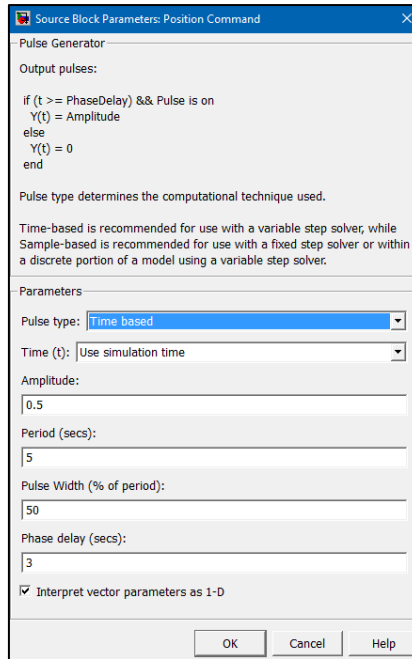 Source Block Parameters: Position Command
Pulse Generator
Output pulses:
if (t >= PhaseDelay) && Pulse is on
Y(t) = Amplitude
else
Y(t) = 0
end
Pulse type determines the computational technique used.
Time-based is recommended for use with a variable step solver, while
Sample-based is recommended for use with a fixed step solver or within
a discrete portion of a model using a variable step solver.
Parameters
Pulse type: Time based
Time (t): Use simulation time
Amplitude:
0.5
Period (secs):
5
Pulse Width (% of period):
50
Phase delay (secs):
3
Interpret vector parameters as 1-D
OK Cancel Help